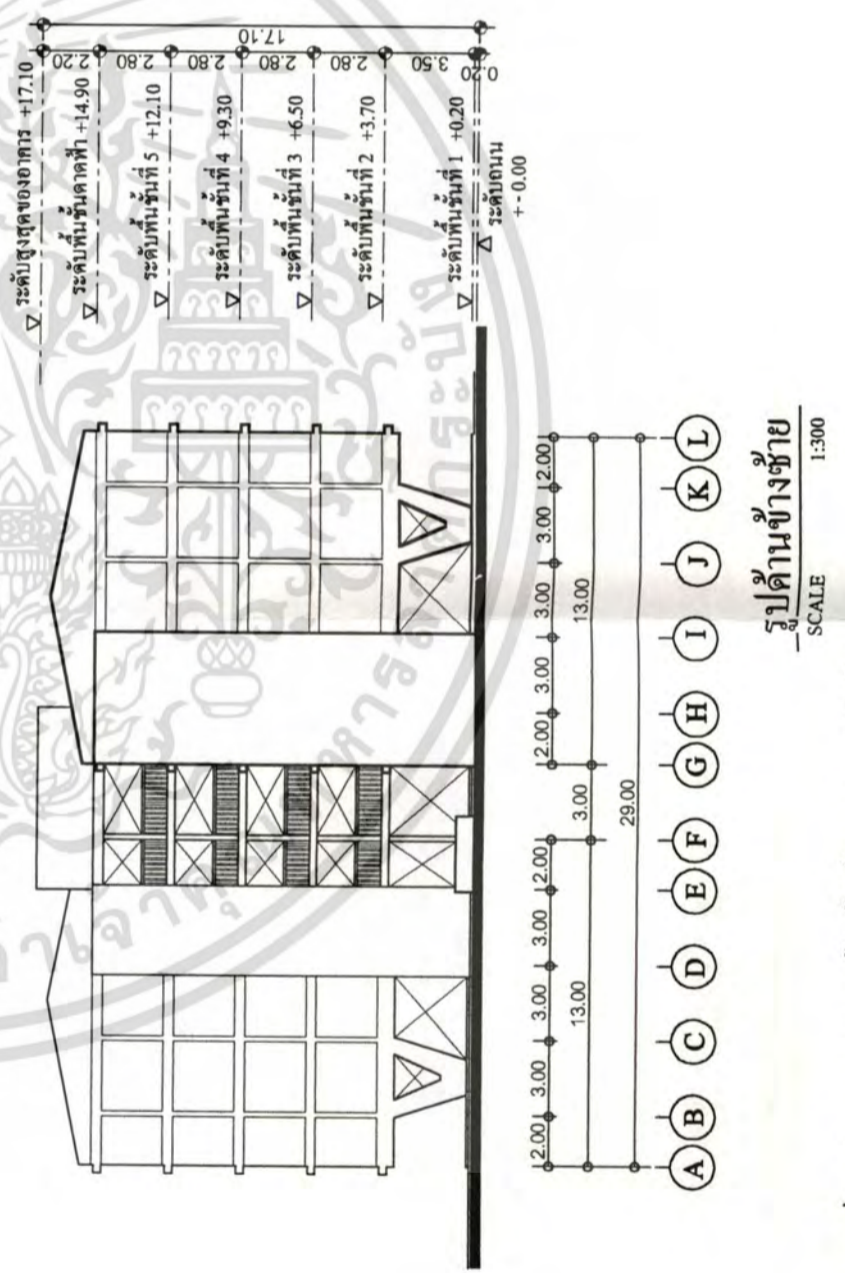 ระดับสูงสุดของอาคาร +17.10
ระดับพื้นชั้นดาดฟ้า +14.90
ระดับพื้นชั้นที่ 5 +12.10
ระดับพื้นชั้นที่ 4 +9.30
ระดับพื้นชั้นที่ 3 +6.50
ระดับพื้นชั้นที่ 2 +3.70
ระดับพื้นชั้นที่ 1 +0.20
ระดับถนน
+-0.00
2.20
2.80
2.80
2.80
2.80
3.50
0.20
17.10
2.00 3.00 3.00 3.00 2.00 2.00 3.00 3.00 3.00 2.00
13.00 3.00 13.00
29.00
A B C D E F G H I J K L
รูปด้านข้างซ้าย
SCALE 1:300